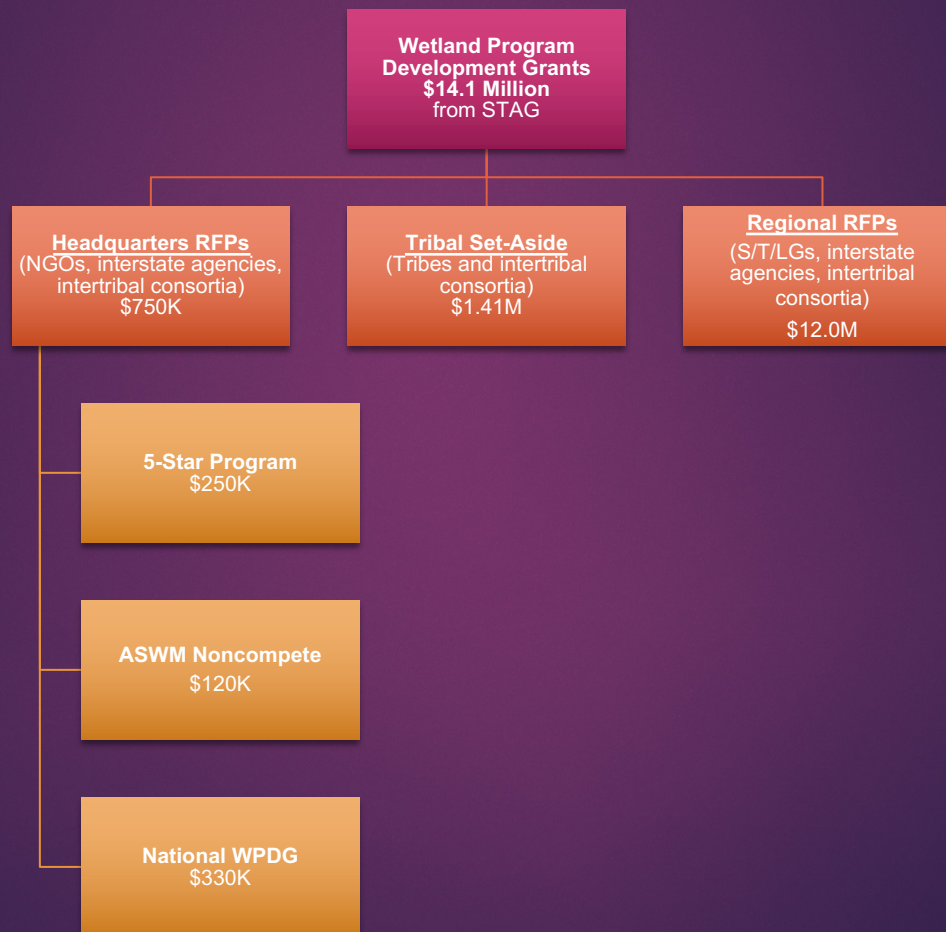 Wetland Program
Development Grants
$14.1 Million
from STAG
Headquarters RFPs
(NGOs, interstate agencies,
intertribal consortia)
$750K
Tribal Set-Aside
(Tribes and intertribal
consortia)
$1.41M
Regional RFPs
(S/T/LGs, interstate
agencies, intertribal
consortia)
$12.0M
5-Star Program
$250K
ASWM Noncompete
$120K
National WPDG
$330K